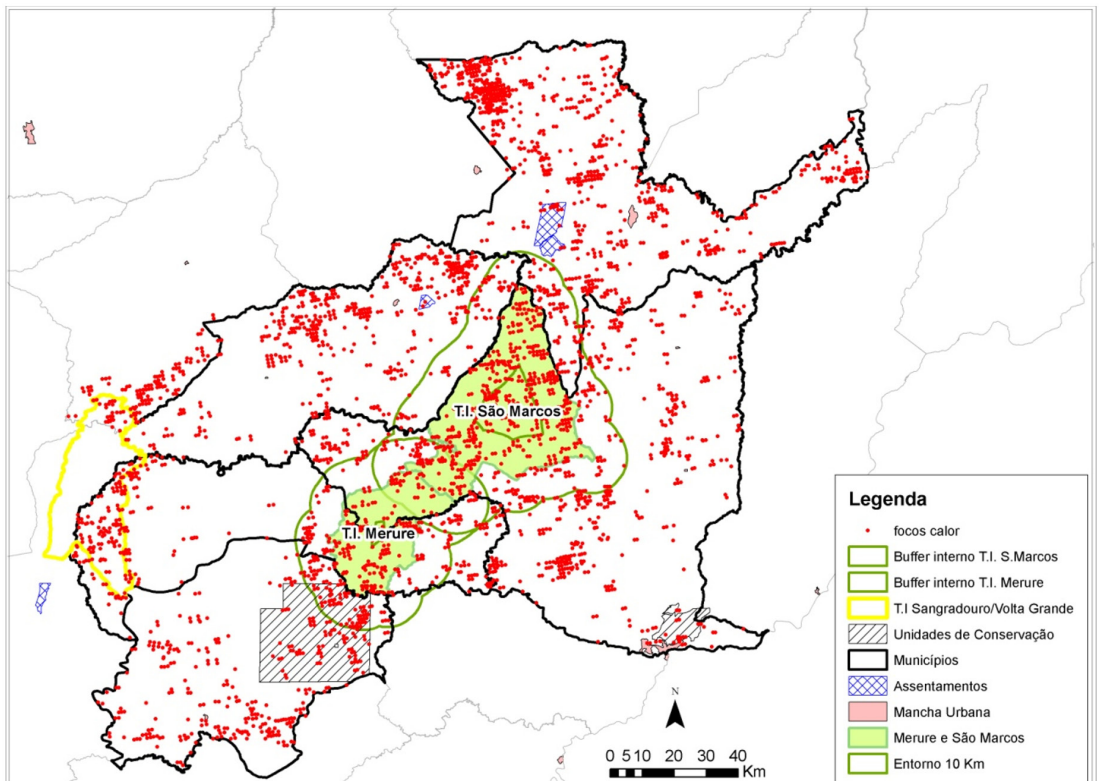 T.I. São Marcos
T.I. Merure
Legenda
focos calor
Buffer interno T.I. S.Marcos
Buffer interno T.I. Merure
T.I Sangradouro/Volta Grande
Unidades de Conservação
Municípios
Assentamentos
Mancha Urbana
Merure e São Marcos
Entorno 10 Km
N
0 5 10 20 30 40
Km